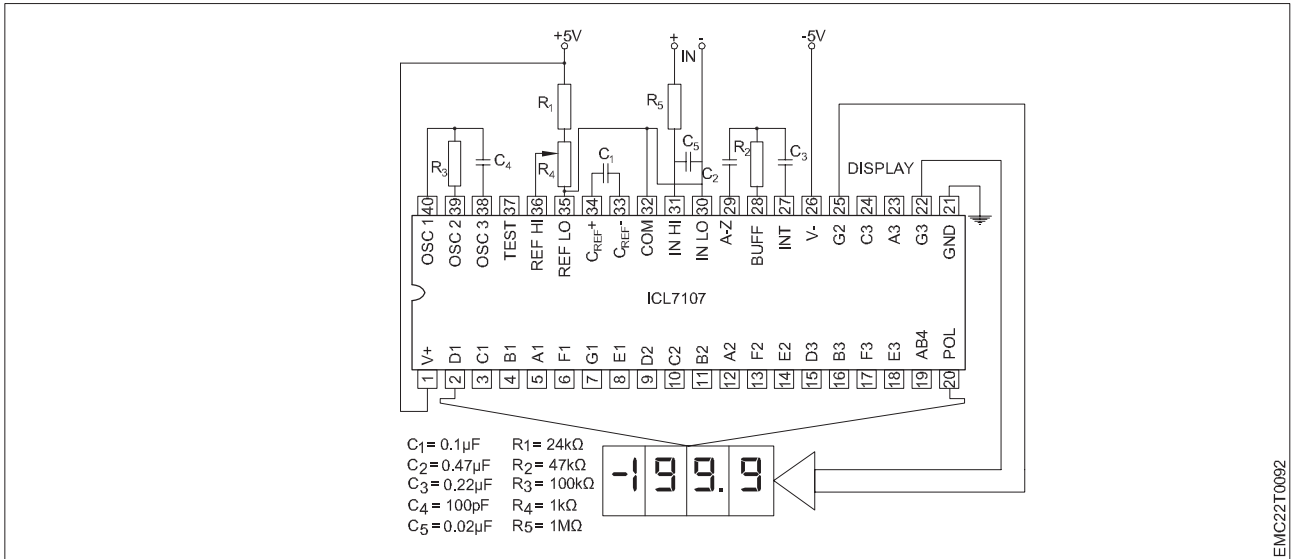 +5V + - -5V
IN
R1 R5
C5
R3 C4 R4 C1 C2 R2 C3 DISPLAY
40 39 38 37 36 35 34 33 32 31 30 29 28 27 26 25 24 23 22 21
OSC 1 OSC 2 OSC 3 TEST REF HI REF LO CREF+ CREF- COM IN HI IN LO A-Z BUFF INT V- G2 C3 A3 G3 GND
ICL7107
V+ D1 C1 B1 A1 F1 G1 E1 D2 C2 B2 A2 F2 E2 D3 B3 F3 E3 AB4 POL
1 2 3 4 5 6 7 8 9 10 11 12 13 14 15 16 17 18 19 20
C1= 0.1µF R1= 24kΩ
C2= 0.47µF R2= 47kΩ
C3= 0.22µF R3= 100kΩ
C4= 100pF R4= 1kΩ
C5= 0.02µF R5= 1MΩ
-199.9
EMC22T0092